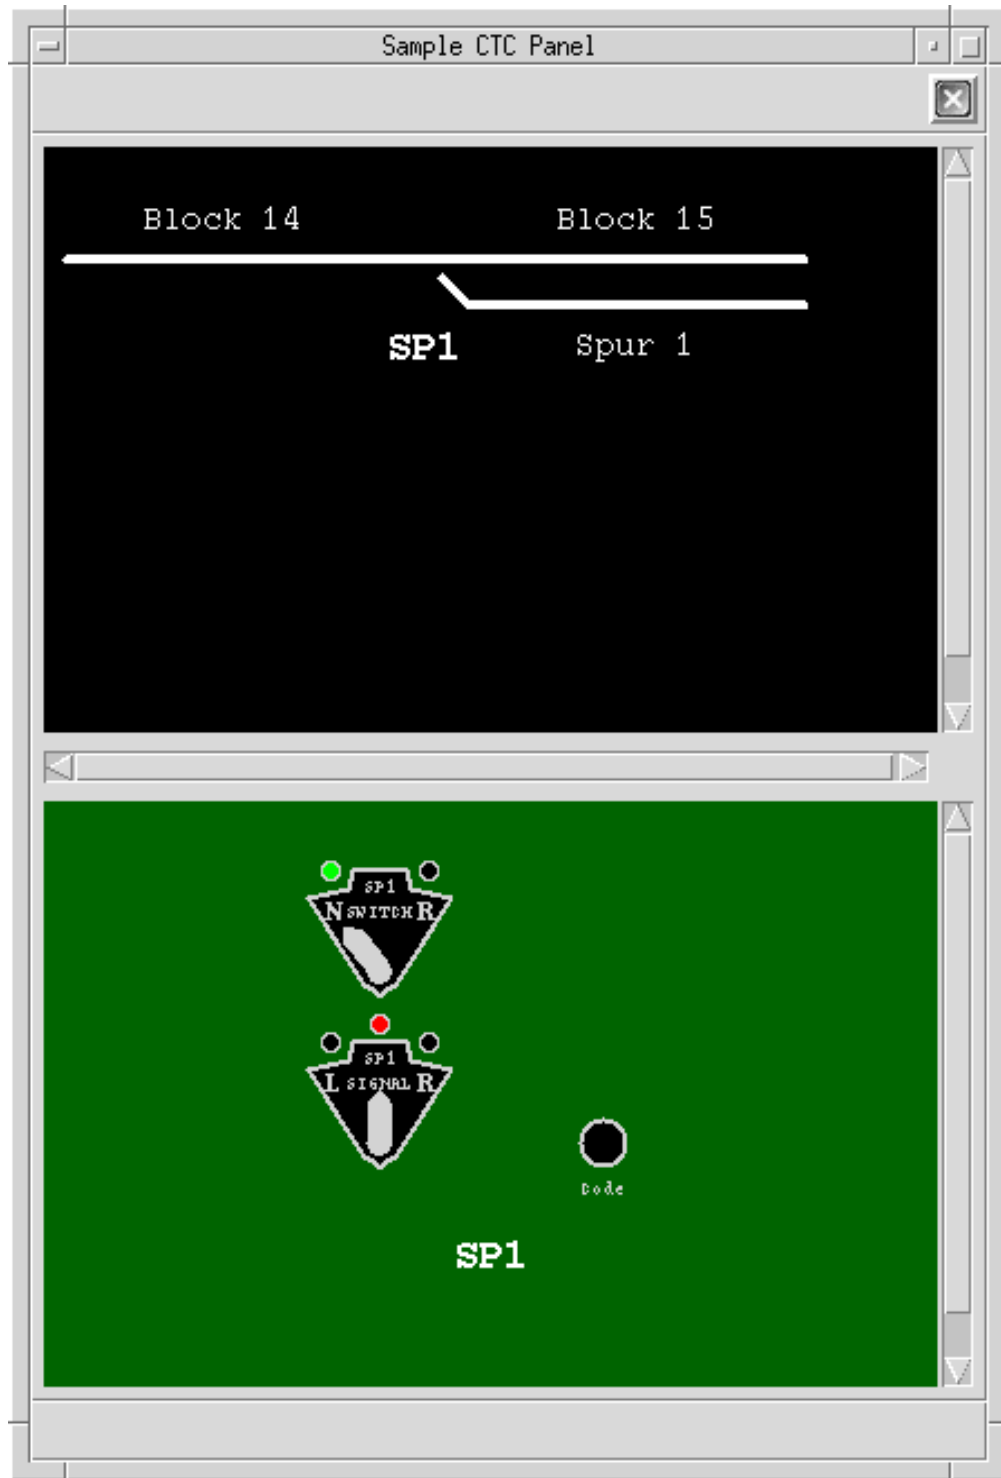 Sample CTC Panel
Block 14 Block 15
SP1 Spur 1
SP1
N SWITCH R
SP1
L SIGNAL R
Code
SP1